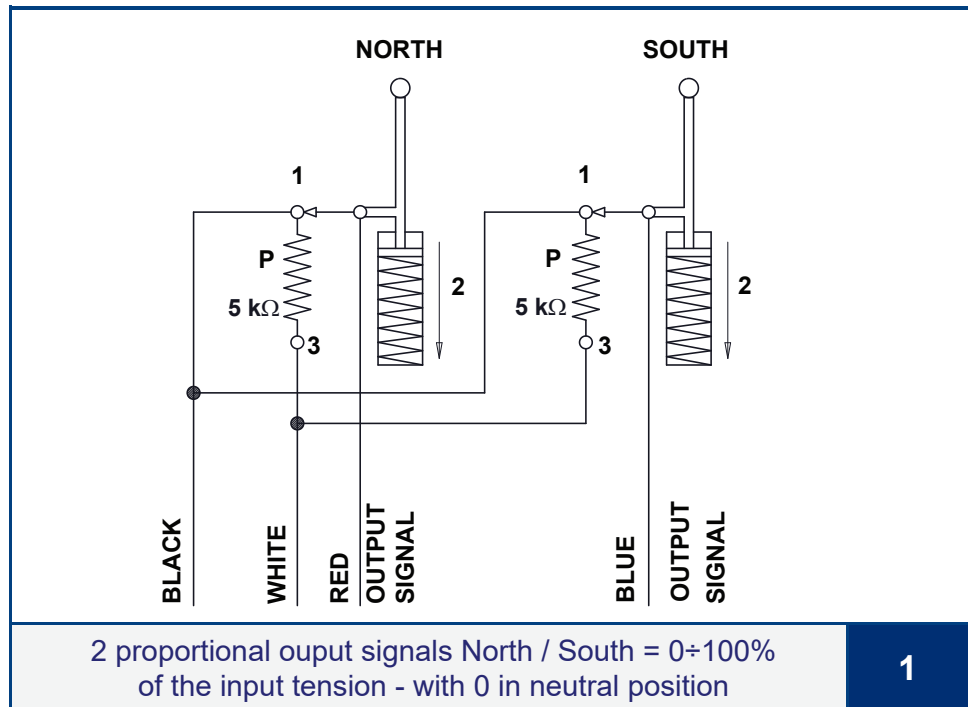 NORTH
SOUTH
1
1
P
5 kΩ
2
P
5 kΩ
2
3
3
BLACK
WHITE
RED
OUTPUT
SIGNAL
BLUE
OUTPUT
SIGNAL
2 proportional ouput signals North / South = 0÷100%
of the input tension - with 0 in neutral position
1